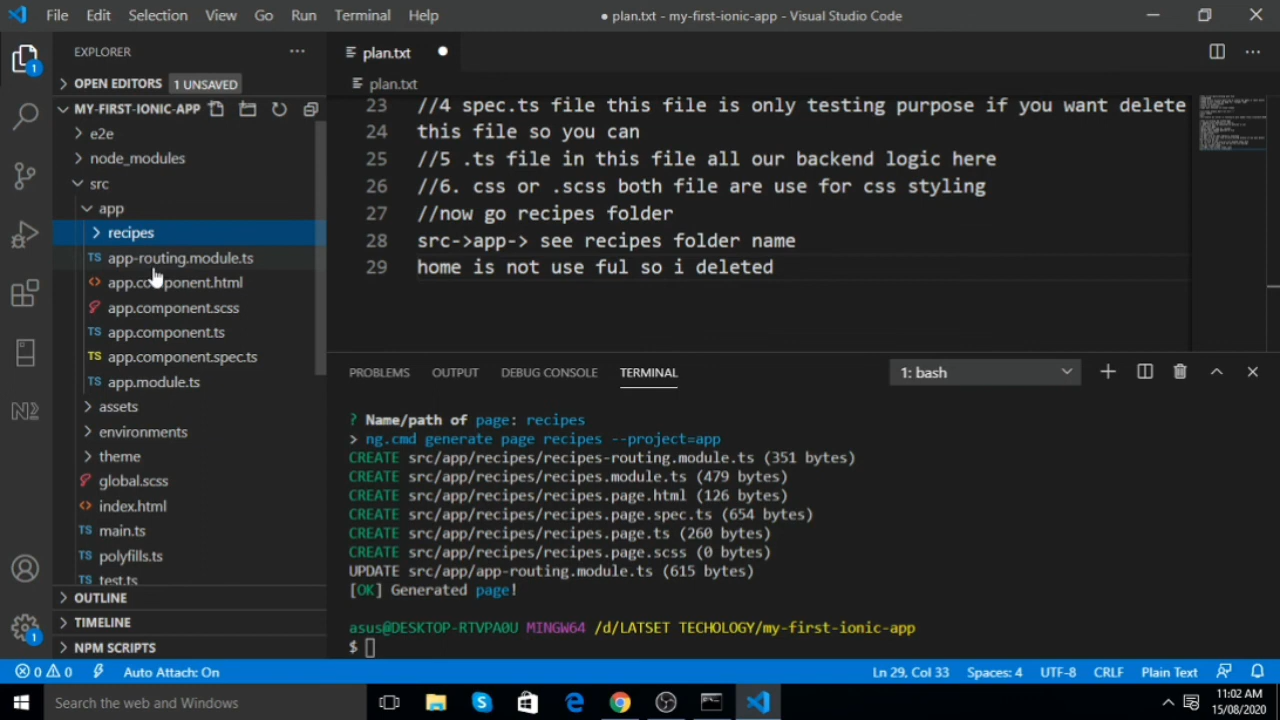 File Edit Selection View Go Run Terminal Help ● plan.txt - my-first-ionic-app - Visual Studio Code
EXPLORER
OPEN EDITORS 1 UNSAVED
MY-FIRST-IONIC-APP
e2e
node_modules
src
app
recipes
TS app-routing.module.ts
<> app.component.html
app.component.scss
TS app.component.ts
TS app.component.spec.ts
TS app.module.ts
assets
environments
theme
global.scss
<> index.html
TS main.ts
TS polyfills.ts
TS test.ts
OUTLINE
TIMELINE
NPM SCRIPTS
1
1
plan.txt
plan.txt
23 //4 spec.ts file this file is only testing purpose if you want delete
24 this file so you can
25 //5 .ts file in this file all our backend logic here
26 //6. css or .scss both file are use for css styling
27 //now go recipes folder
28 src->app-> see recipes folder name
29 home is not use ful so i deleted
PROBLEMS OUTPUT DEBUG CONSOLE TERMINAL 1: bash
? Name/path of page: recipes
> ng.cmd generate page recipes --project=app
CREATE src/app/recipes/recipes-routing.module.ts (351 bytes)
CREATE src/app/recipes/recipes.module.ts (479 bytes)
CREATE src/app/recipes/recipes.page.html (126 bytes)
CREATE src/app/recipes/recipes.page.spec.ts (654 bytes)
CREATE src/app/recipes/recipes.page.ts (260 bytes)
CREATE src/app/recipes/recipes.page.scss (0 bytes)
UPDATE src/app/app-routing.module.ts (615 bytes)
[OK] Generated page!
asus@DESKTOP-RTVPA0U MINGW64 /d/LATSET TECHOLOGY/my-first-ionic-app
$
0 0 Auto Attach: On Ln 29, Col 33 Spaces: 4 UTF-8 CRLF Plain Text
Search the web and Windows
11:02 AM
15/08/2020